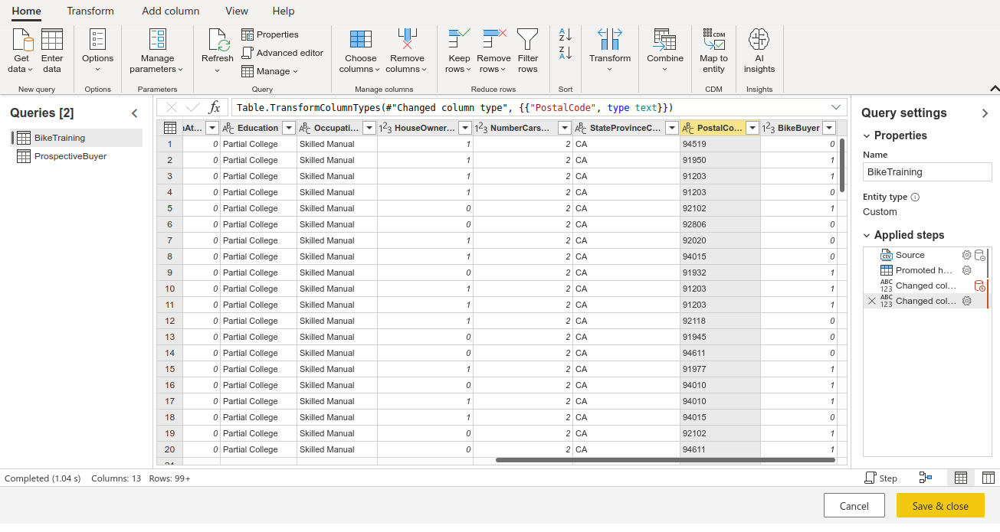 Home Transform Add column View Help
Get data Enter data Options Manage parameters Refresh Properties Advanced editor Manage Choose columns Remove columns Keep rows Remove rows Filter rows A Z Z A Transform Combine CDM Map to entity AI insights
New query Options Parameters Query Manage columns Reduce rows Sort CDM Insights
Queries [2]
BikeTraining
ProspectiveBuyer
fx Table.TransformColumnTypes(#"Changed column type", {{"PostalCode", type text}})
At... ABC Education ABC Occupati... 123 HouseOwner... 123 NumberCars... ABC StateProvinceC... ABC PostalCo... 123 BikeBuyer
1 0 Partial College Skilled Manual 1 2 CA 94519 0
2 0 Partial College Skilled Manual 1 2 CA 91950 1
3 0 Partial College Skilled Manual 1 2 CA 91203 1
4 0 Partial College Skilled Manual 1 2 CA 91203 0
5 0 Partial College Skilled Manual 0 2 CA 92102 1
6 0 Partial College Skilled Manual 0 2 CA 92806 0
7 0 Partial College Skilled Manual 1 2 CA 92020 0
8 0 Partial College Skilled Manual 1 2 CA 94015 0
9 0 Partial College Skilled Manual 0 2 CA 91932 1
10 0 Partial College Skilled Manual 1 2 CA 91203 1
11 0 Partial College Skilled Manual 1 2 CA 91203 1
12 0 Partial College Skilled Manual 1 2 CA 92118 0
13 0 Partial College Skilled Manual 0 2 CA 91945 0
14 0 Partial College Skilled Manual 0 2 CA 94611 0
15 0 Partial College Skilled Manual 1 2 CA 91977 1
16 0 Partial College Skilled Manual 0 2 CA 94010 1
17 0 Partial College Skilled Manual 1 2 CA 94010 1
18 0 Partial College Skilled Manual 1 2 CA 94015 0
19 0 Partial College Skilled Manual 0 2 CA 92102 1
20 0 Partial College Skilled Manual 0 2 CA 94611 1
Query settings
Properties
Name
BikeTraining
Entity type
Custom
Applied steps
CSV Source
Promoted h...
ABC 123 Changed col...
ABC 123 Changed col...
Completed (1.04 s) Columns: 13 Rows: 99+ Step
Cancel Save & close